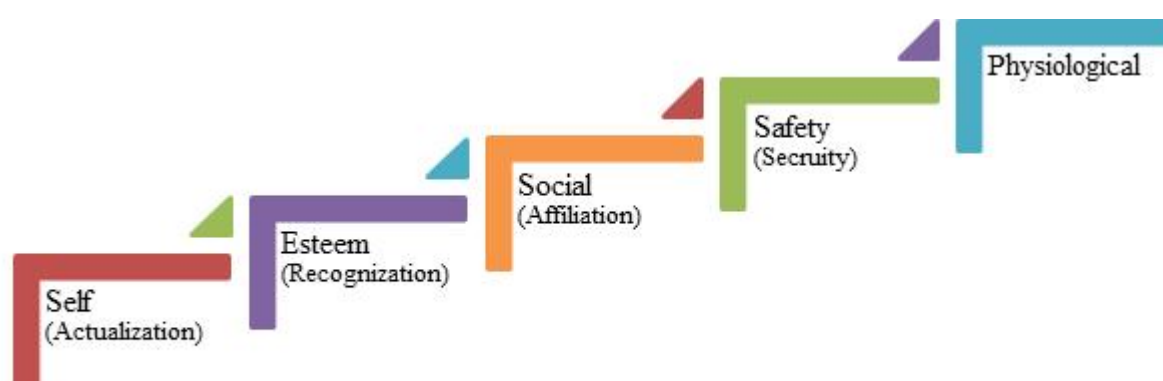 Self
(Actualization)
Esteem
(Recognization)
Social
(Affiliation)
Safety
(Secruity)
Physiological